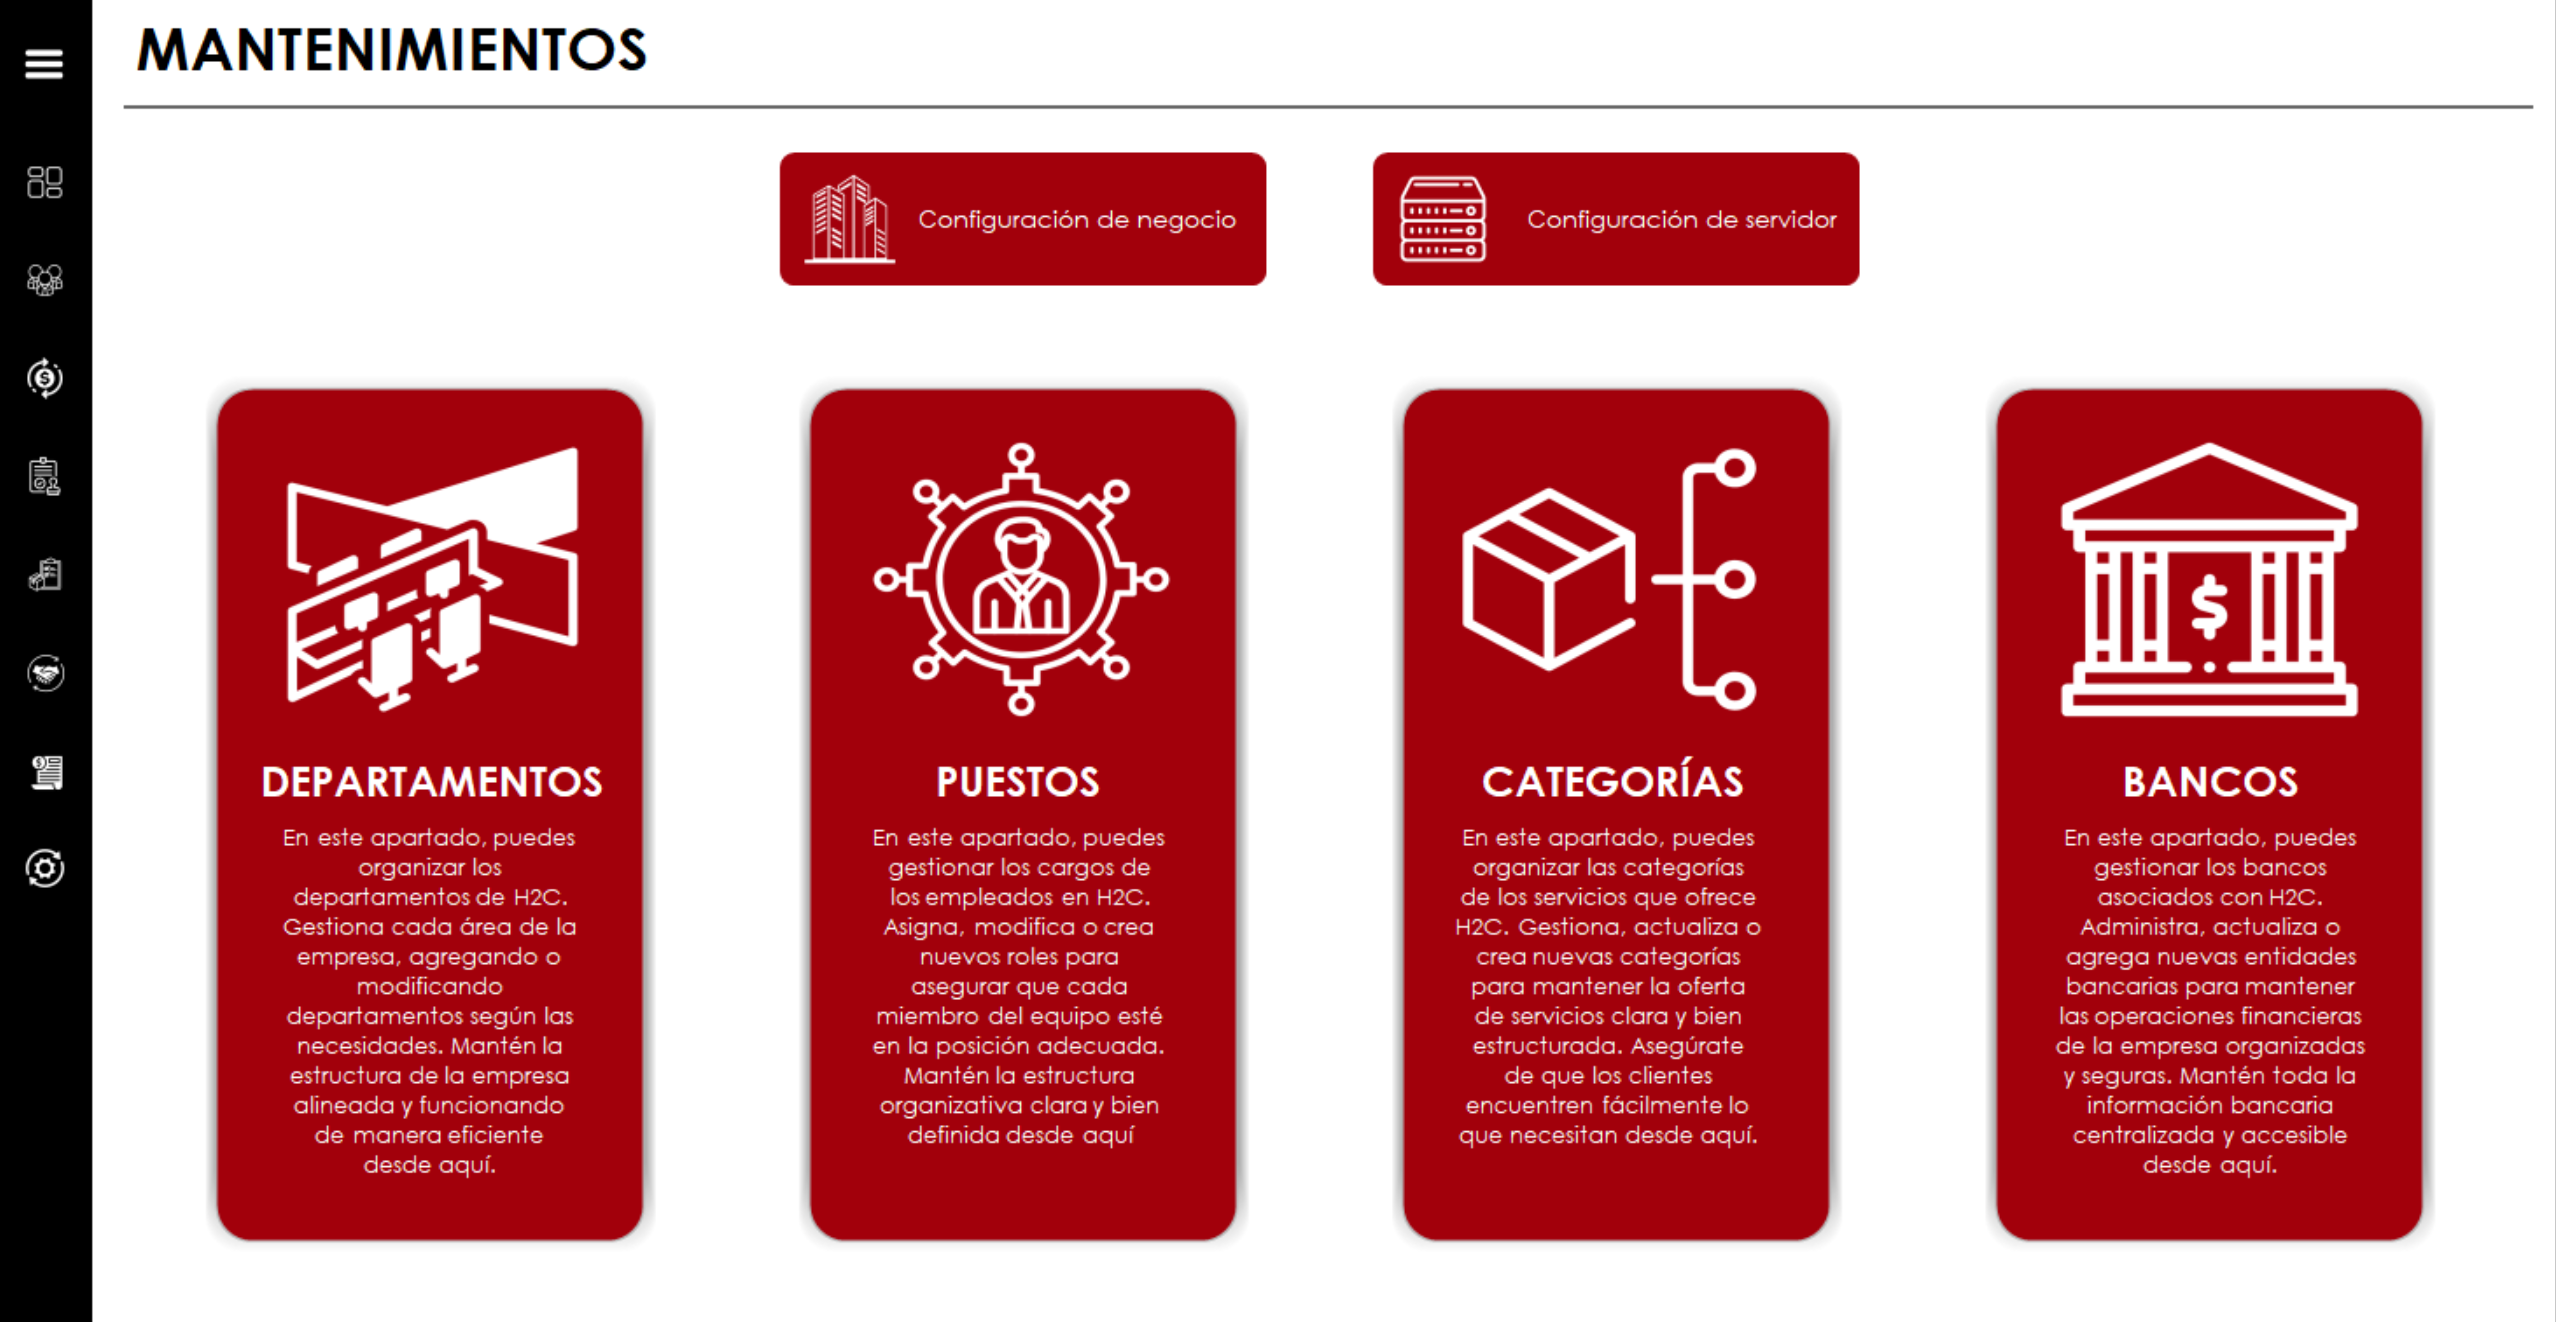 MANTENIMIENTOS
Configuración de negocio
Configuración de servidor
DEPARTAMENTOS
En este apartado, puedes
organizar los
departamentos de H2C.
Gestiona cada área de la
empresa, agregando o
modificando
departamentos según las
necesidades. Mantén la
estructura de la empresa
alineada y funcionando
de manera eficiente
desde aquí.
PUESTOS
En este apartado, puedes
gestionar los cargos de
los empleados en H2C.
Asigna, modifica o crea
nuevos roles para
asegurar que cada
miembro del equipo esté
en la posición adecuada.
Mantén la estructura
organizativa clara y bien
definida desde aquí
CATEGORÍAS
En este apartado, puedes
organizar las categorías
de los servicios que ofrece
H2C. Gestiona, actualiza o
crea nuevas categorías
para mantener la oferta
de servicios clara y bien
estructurada. Asegúrate
de que los clientes
encuentren fácilmente lo
que necesitan desde aquí.
BANCOS
En este apartado, puedes
gestionar los bancos
asociados con H2C.
Administra, actualiza o
agrega nuevas entidades
bancarias para mantener
las operaciones financieras
de la empresa organizadas
y seguras. Mantén toda la
información bancaria
centralizada y accesible
desde aquí.